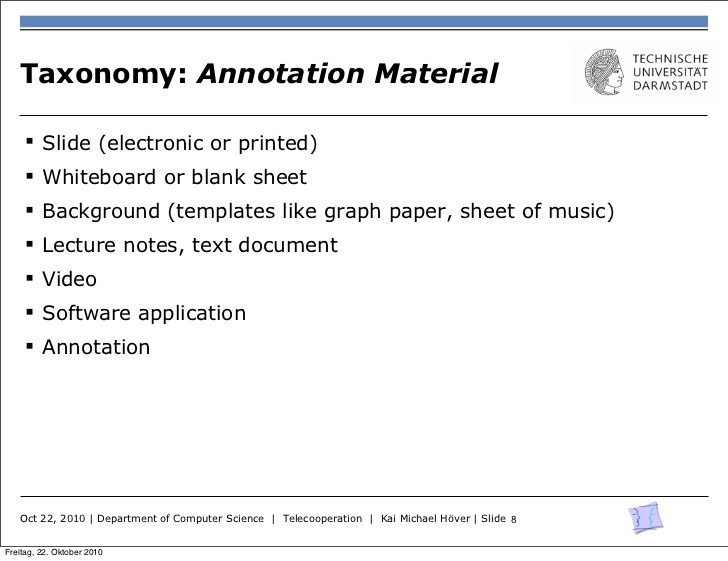 Taxonomy: Annotation Material
TECHNISCHE
UNIVERSITÄT
DARMSTADT
▪ Slide (electronic or printed)
▪ Whiteboard or blank sheet
▪ Background (templates like graph paper, sheet of music)
▪ Lecture notes, text document
▪ Video
▪ Software application
▪ Annotation
Oct 22, 2010 | Department of Computer Science | Telecooperation | Kai Michael Höver | Slide 8
Freitag, 22. Oktober 2010